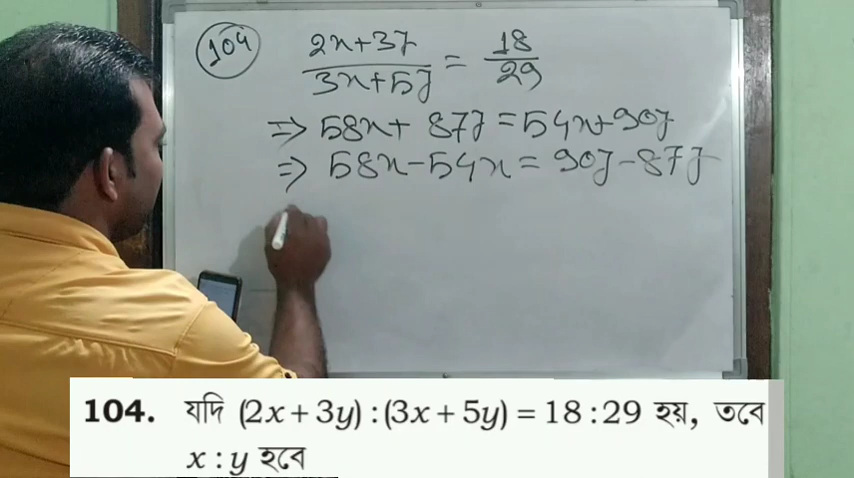 104
2x+3y / 3x+5y = 18/29
=> 58x+ 87y = 54x+90y
=> 58x-54x = 90y-87y
104. যদি (2x+3y):(3x+5y)=18:29 হয়, তবে
x:y হবে